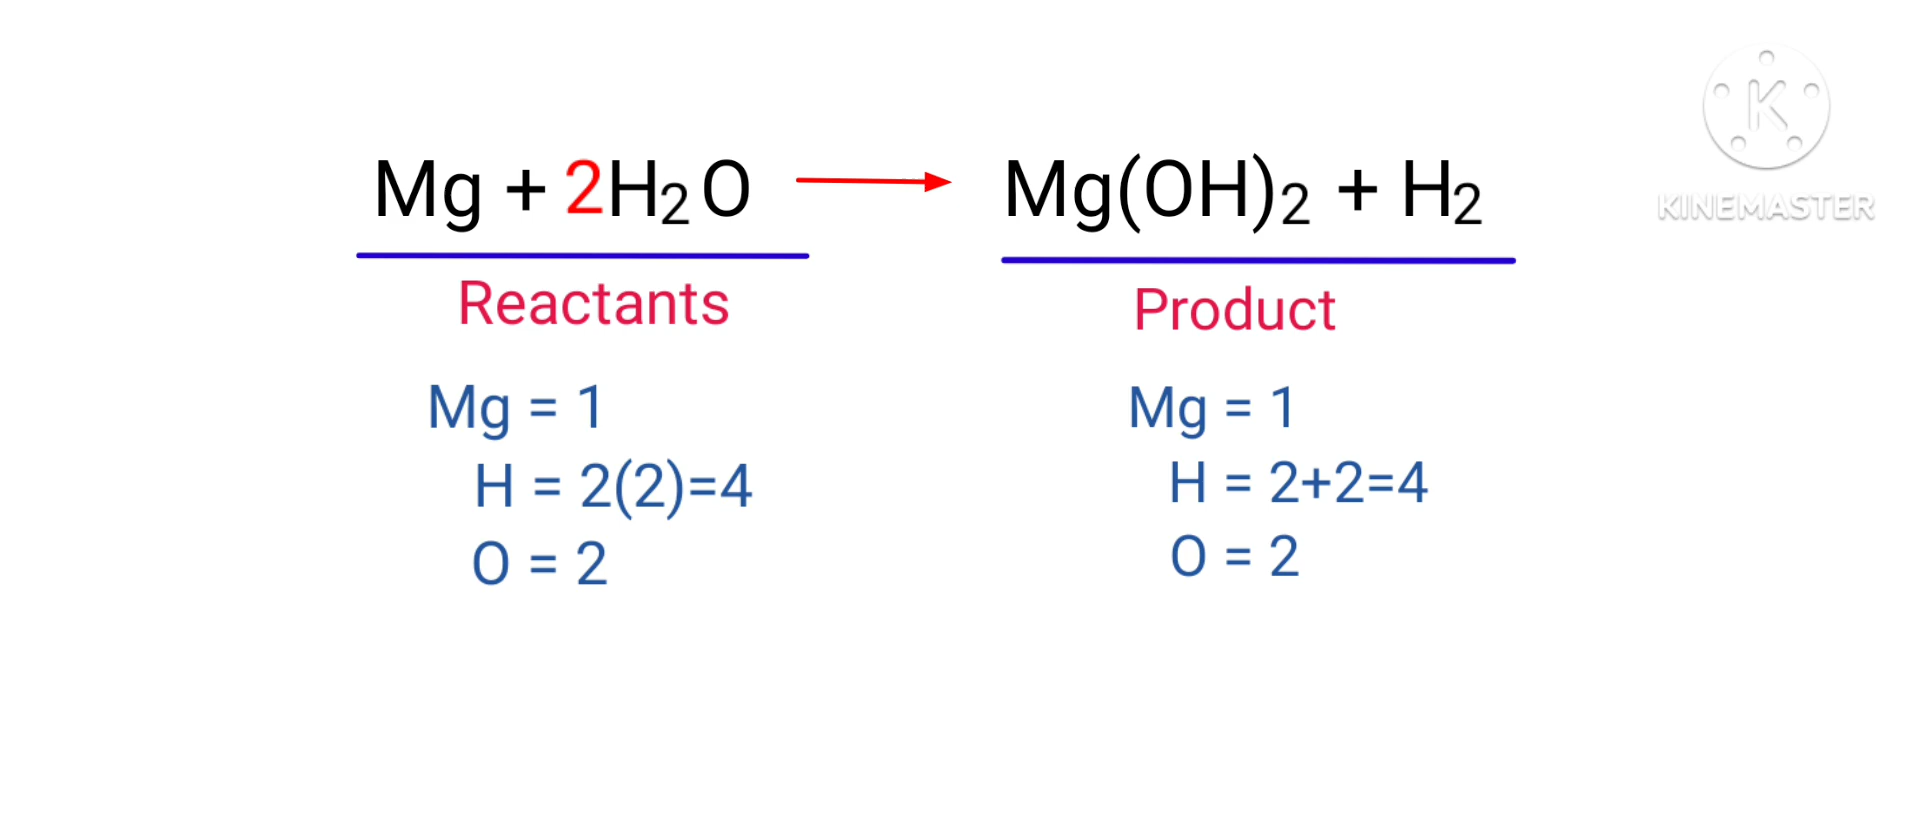 Mg + 2H2O → Mg(OH)2 + H2
Reactants
Product
Mg = 1
H = 2(2)=4
O = 2
Mg = 1
H = 2+2=4
O = 2
K
KINEMASTER